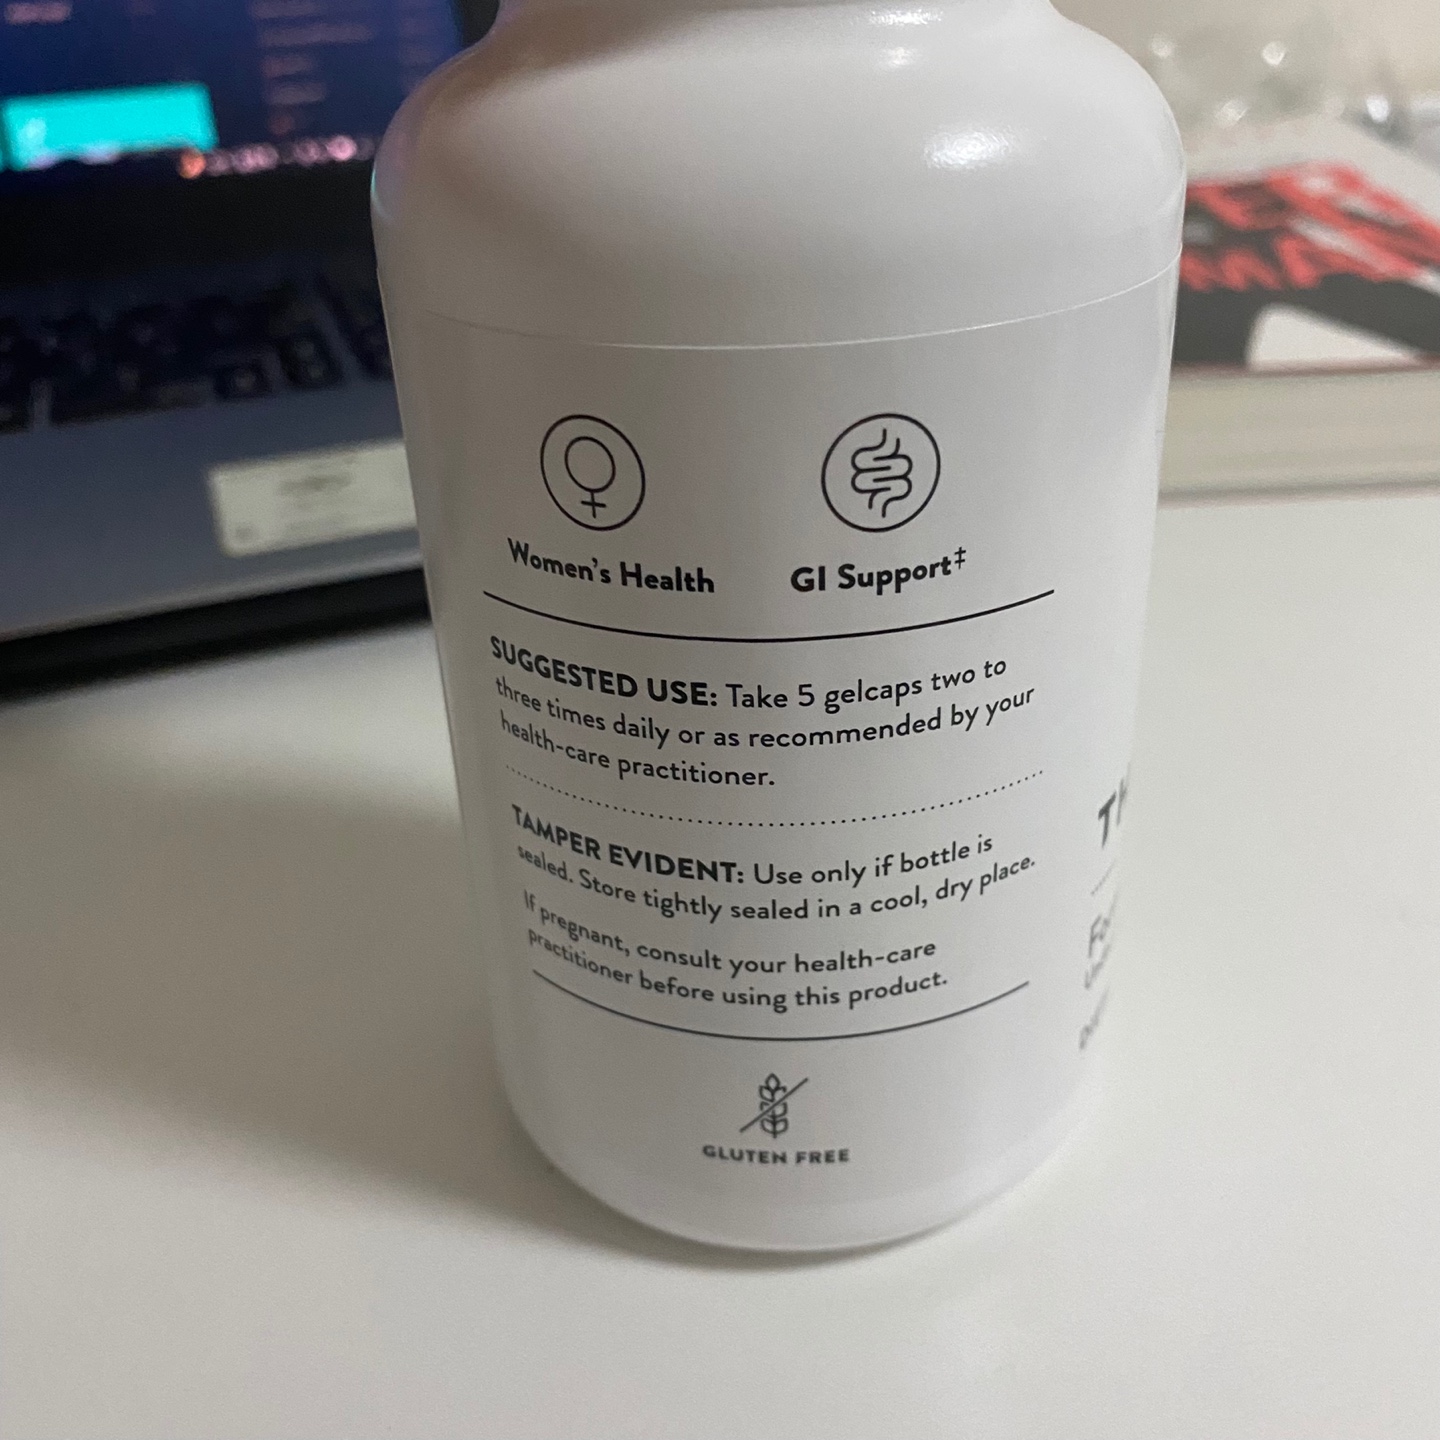 Women's Health
GI Support‡
SUGGESTED USE: Take 5 gelcaps two to
three times daily or as recommended by your
health-care practitioner.
TAMPER EVIDENT: Use only if bottle is
sealed. Store tightly sealed in a cool, dry place.
If pregnant, consult your health-care
practitioner before using this product.
GLUTEN FREE